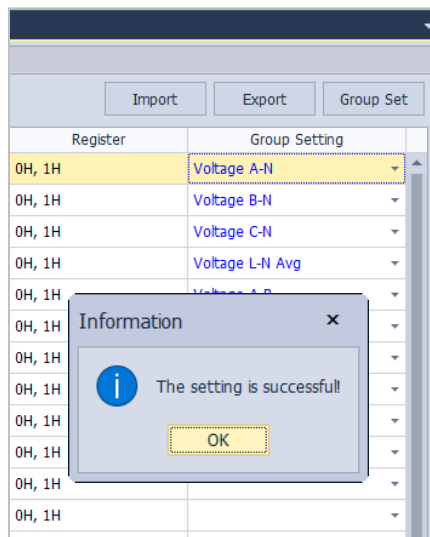 Import Export Group Set
Register Group Setting
0H, 1H Voltage A-N
0H, 1H Voltage B-N
0H, 1H Voltage C-N
0H, 1H Voltage L-N Avg
0H, 1H Voltage A-B
0H, 1H
Information x
0H, 1H
0H, 1H
i The setting is successful!
0H, 1H
0H, 1H
OK
0H, 1H
0H, 1H